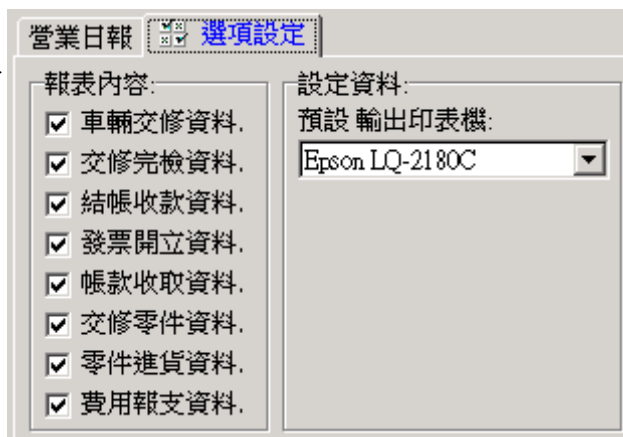 營業日報 選項設定
報表內容:
車輛交修資料.
交修完檢資料.
結帳收款資料.
發票開立資料.
帳款收取資料.
交修零件資料.
零件進貨資料.
費用報支資料.
設定資料:
預設 輸出印表機:
Epson LQ-2180C